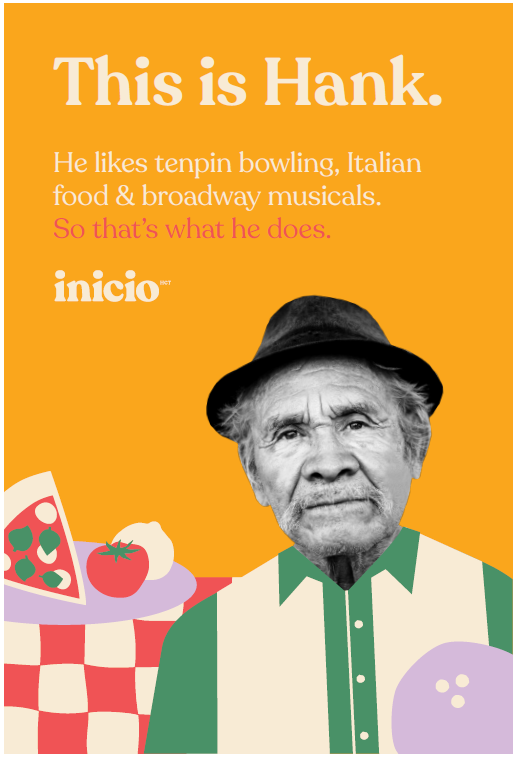 This is Hank.
He likes tenpin bowling, Italian
food & broadway musicals.
So that's what he does.
inicio